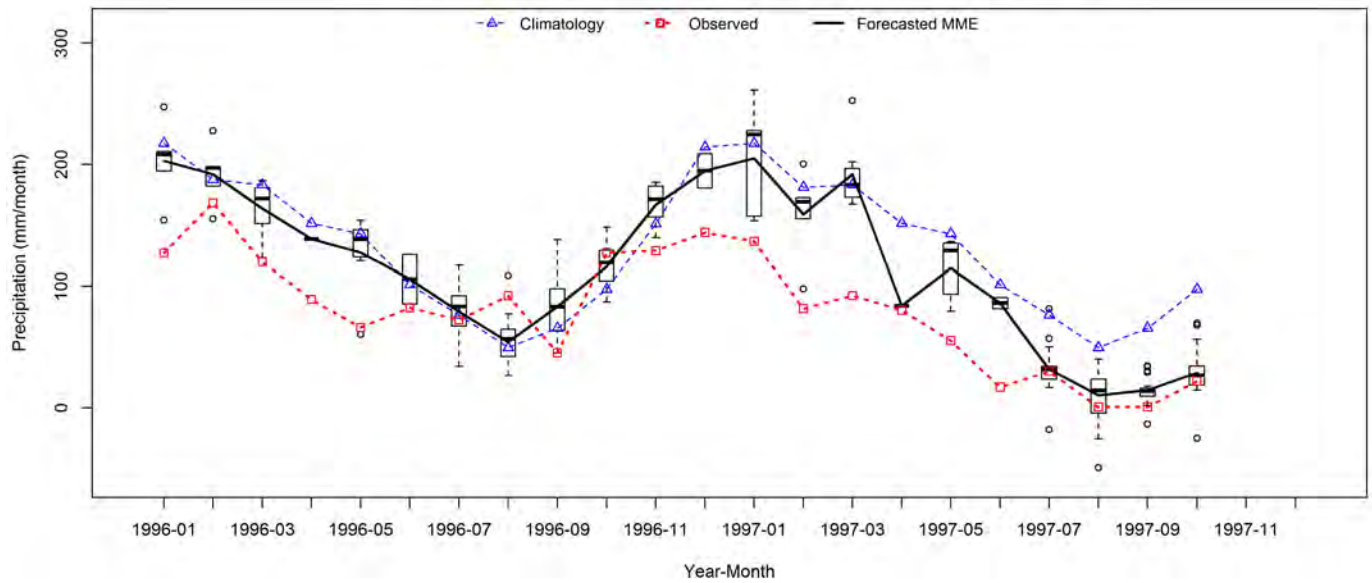 Climatology Observed Forecasted MME
300
200
100
0
Precipitation (mm/month)
1996-01 1996-03 1996-05 1996-07 1996-09 1996-11 1997-01 1997-03 1997-05 1997-07 1997-09 1997-11
Year-Month